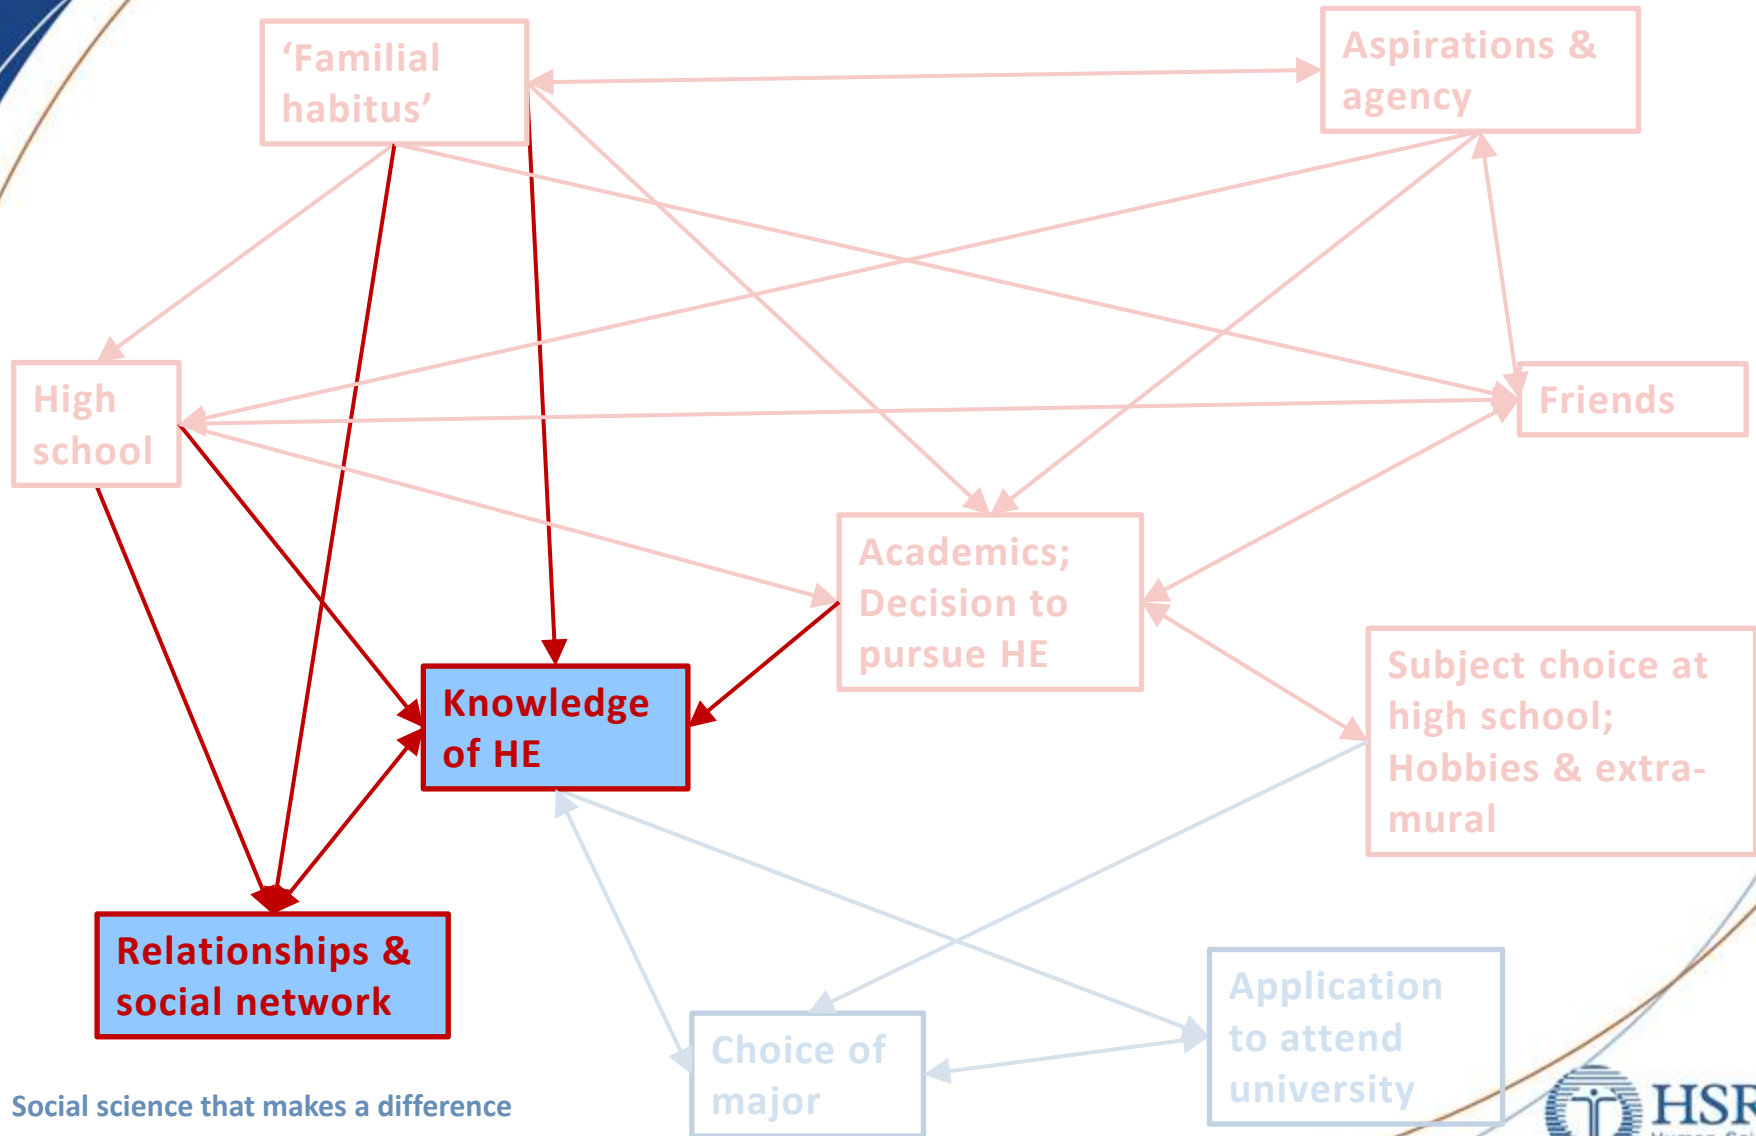 ‘Familial
habitus’
Aspirations &
agency
High
school
Friends
Academics;
Decision to
pursue HE
Subject choice at
high school;
Hobbies & extra-
mural
Knowledge
of HE
Relationships &
social network
Choice of
major
Application
to attend
university
Social science that makes a difference
HSR